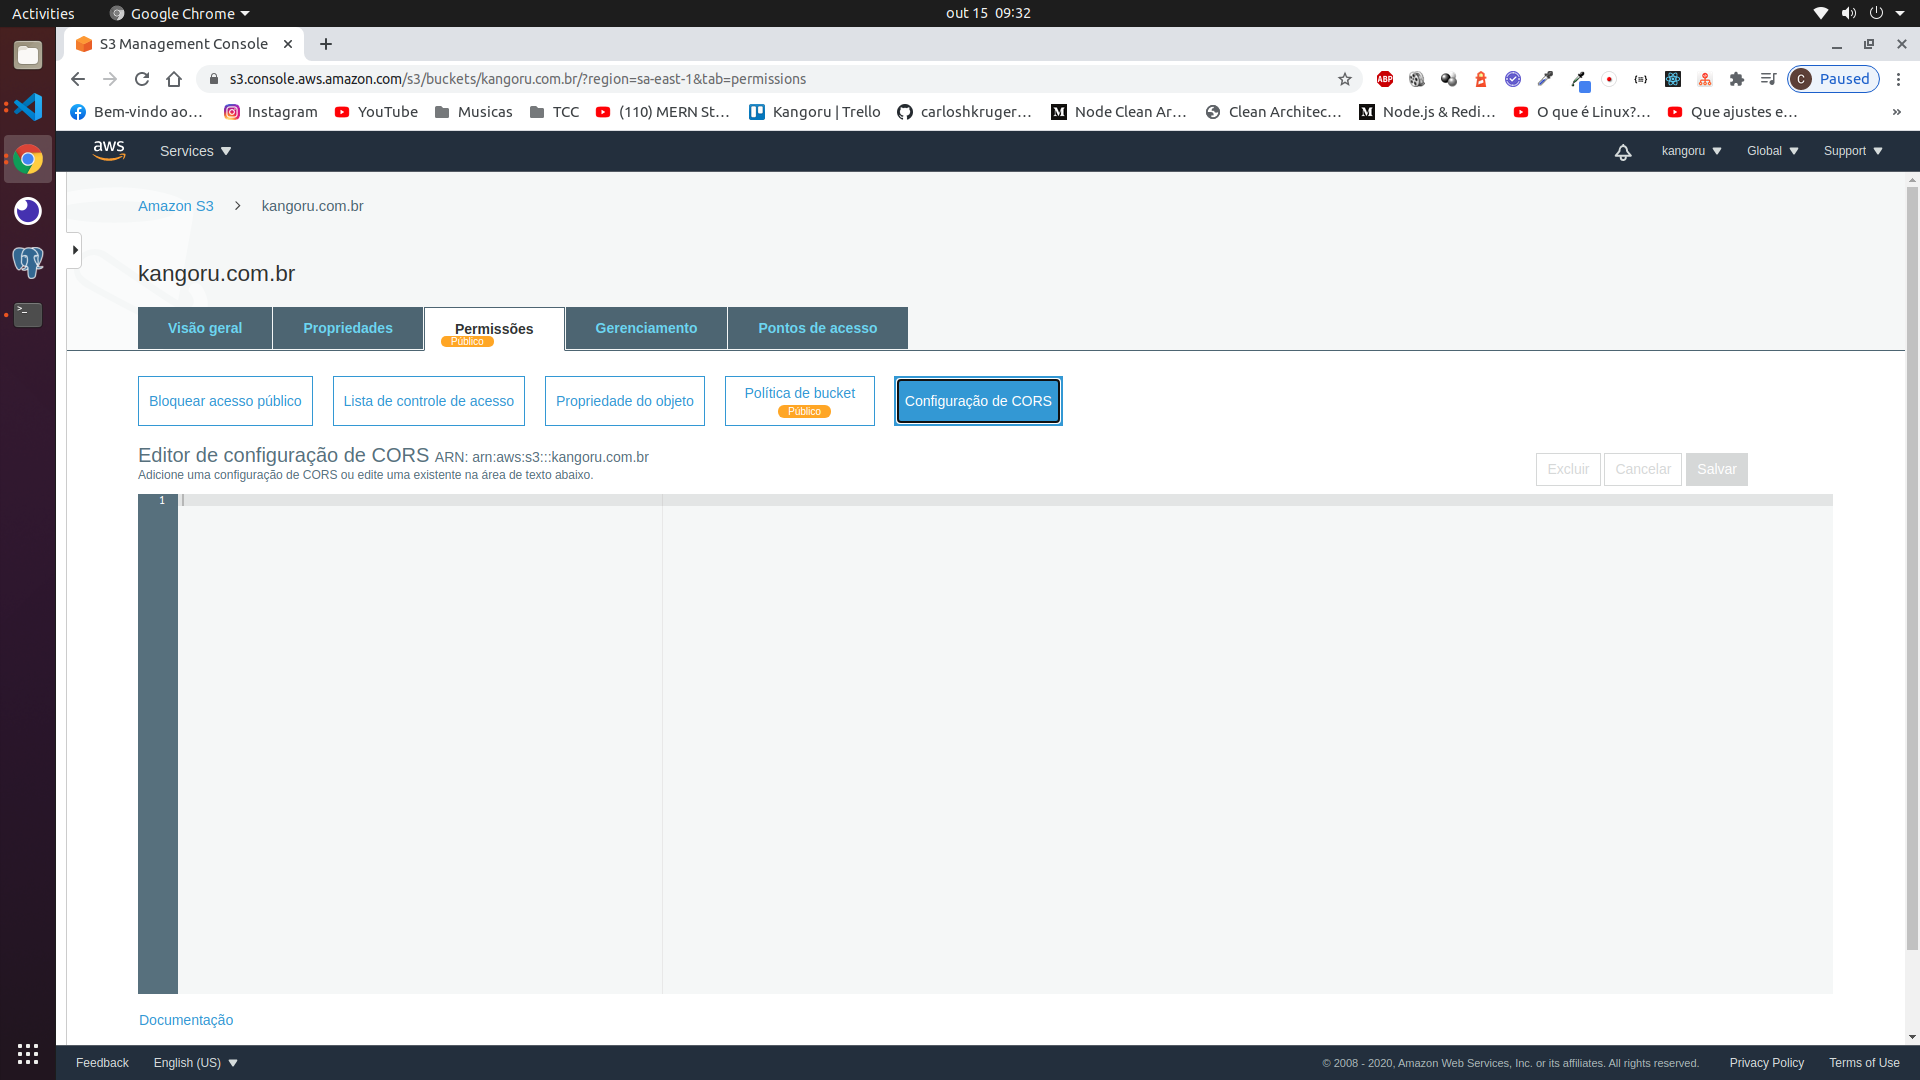 Activities
Google Chrome
out 15 09:32
S3 Management Console
s3.console.aws.amazon.com/s3/buckets/kangoru.com.br/?region=sa-east-1&tab=permissions
ABP
C
Paused
Bem-vindo ao…
Instagram
YouTube
Musicas
TCC
(110) MERN St…
Kangoru | Trello
carloshkruger…
Node Clean Ar…
Clean Architec…
Node.js & Redi…
O que é Linux?…
Que ajustes e…
»
aws
Services
kangoru
Global
Support
Amazon S3 > kangoru.com.br
kangoru.com.br
Visão geral
Propriedades
Permissões
Público
Gerenciamento
Pontos de acesso
Bloquear acesso público
Lista de controle de acesso
Propriedade do objeto
Política de bucket
Público
Configuração de CORS
Editor de configuração de CORS ARN: arn:aws:s3:::kangoru.com.br
Adicione uma configuração de CORS ou edite uma existente na área de texto abaixo.
Excluir
Cancelar
Salvar
1
Documentação
Feedback
English (US)
© 2008 - 2020, Amazon Web Services, Inc. or its affiliates. All rights reserved.
Privacy Policy
Terms of Use